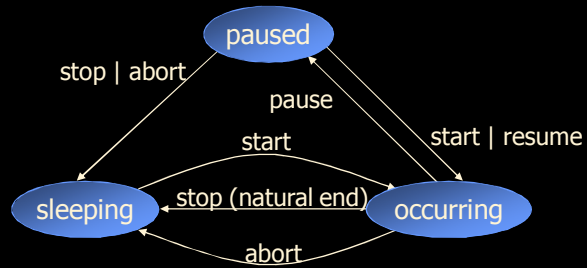 paused
stop | abort
pause
start | resume
start
sleeping
stop (natural end)
occurring
abort